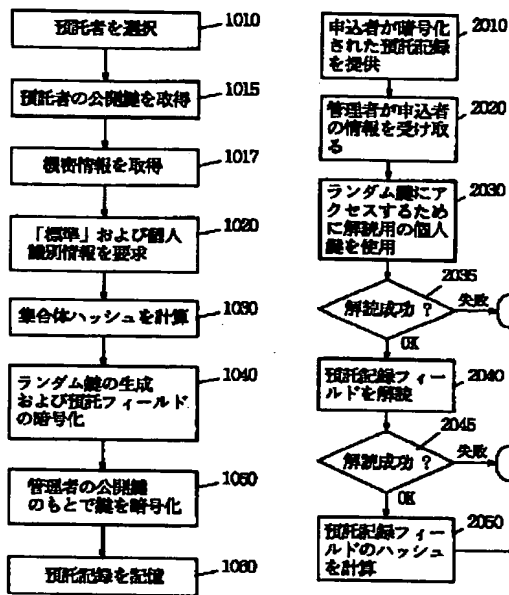 預託者を選択
1010
預託者の公開鍵を取得
1015
機密情報を取得
1017
「標準」および個人
識別情報を要求
1020
集合体ハッシュを計算
1030
ランダム鍵の生成
および預託フィールド
の暗号化
1040
管理者の公開鍵
のもとで鍵を暗号化
1050
預託記録を記憶
1060
申込者が暗号化
された預託記録
を提供
2010
管理者が申込者
の情報を受け取
る
2020
ランダム鍵にア
クセスするため
に解読用の個人
鍵を使用
2030
解読成功？
2035
失敗
OK
預託記録フィー
ルドを解読
2040
解読成功？
2045
失敗
OK
預託記録フィー
ルドのハッシュ
を計算
2050